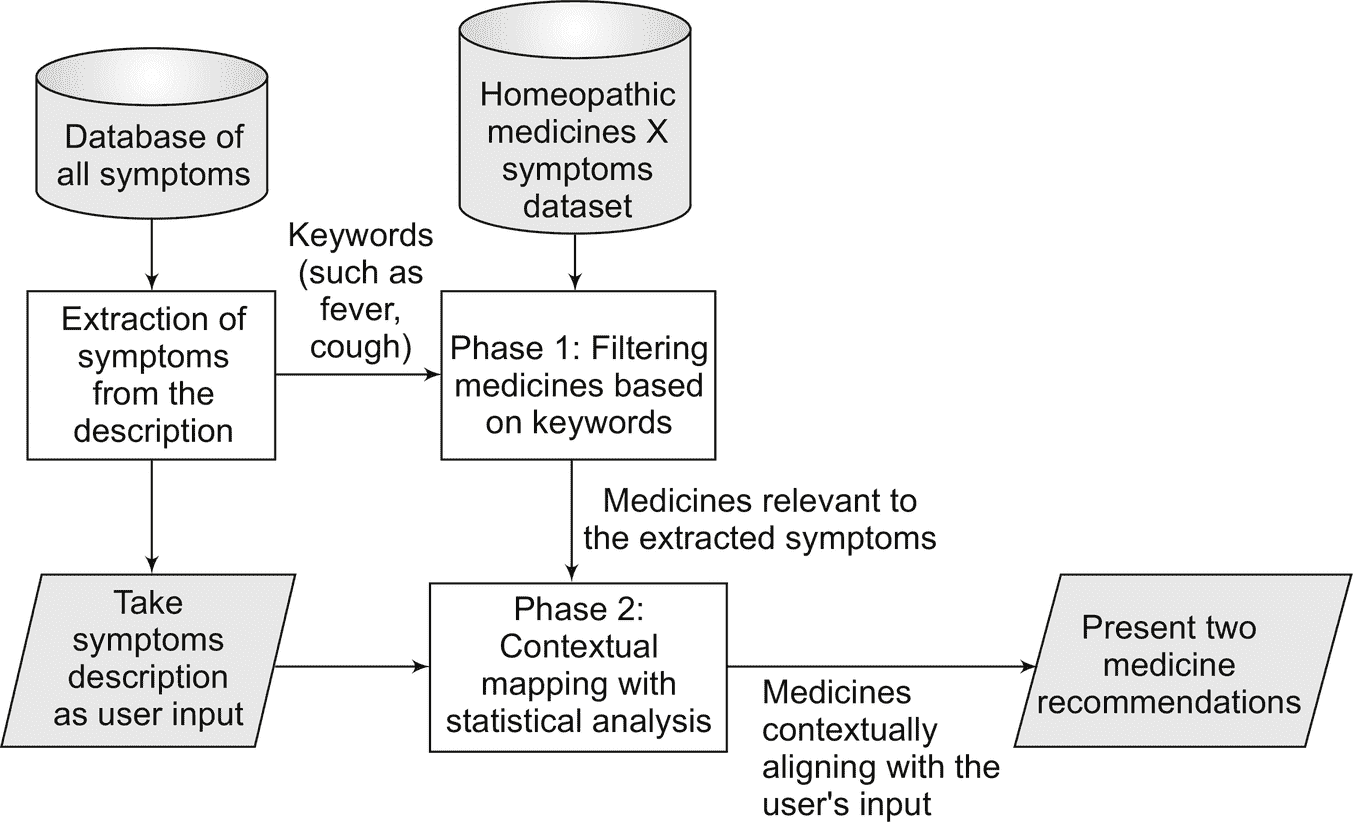 Database of
all symptoms
Homeopathic
medicines X
symptoms
dataset
Keywords
(such as
fever,
cough)
Extraction of
symptoms
from the
description
Phase 1: Filtering
medicines based
on keywords
Medicines relevant to
the extracted symptoms
Take
symptoms
description
as user input
Phase 2:
Contextual
mapping with
statistical analysis
Medicines
contextually
aligning with the
user's input
Present two
medicine
recommendations